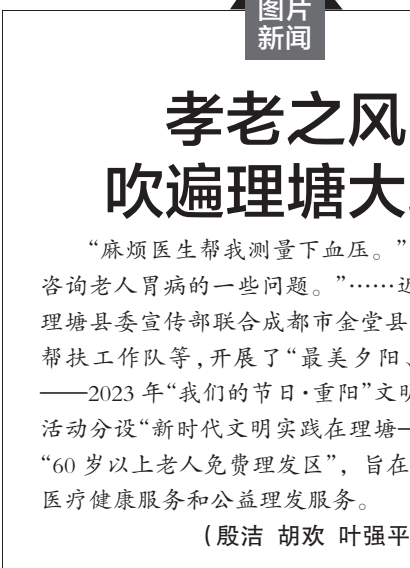 图片
新闻
孝老之风
吹遍理塘大
“麻烦医生帮我测量下血压。”
咨询老人胃病的一些问题。”……近
理塘县委宣传部联合成都市金堂县
帮扶工作队等,开展了“最美夕阳、
——2023 年“我们的节日·重阳”文明
活动分设“新时代文明实践在理塘—
“60 岁以上老人免费理发区”，旨在
医疗健康服务和公益理发服务。
（殷洁 胡欢 叶强平